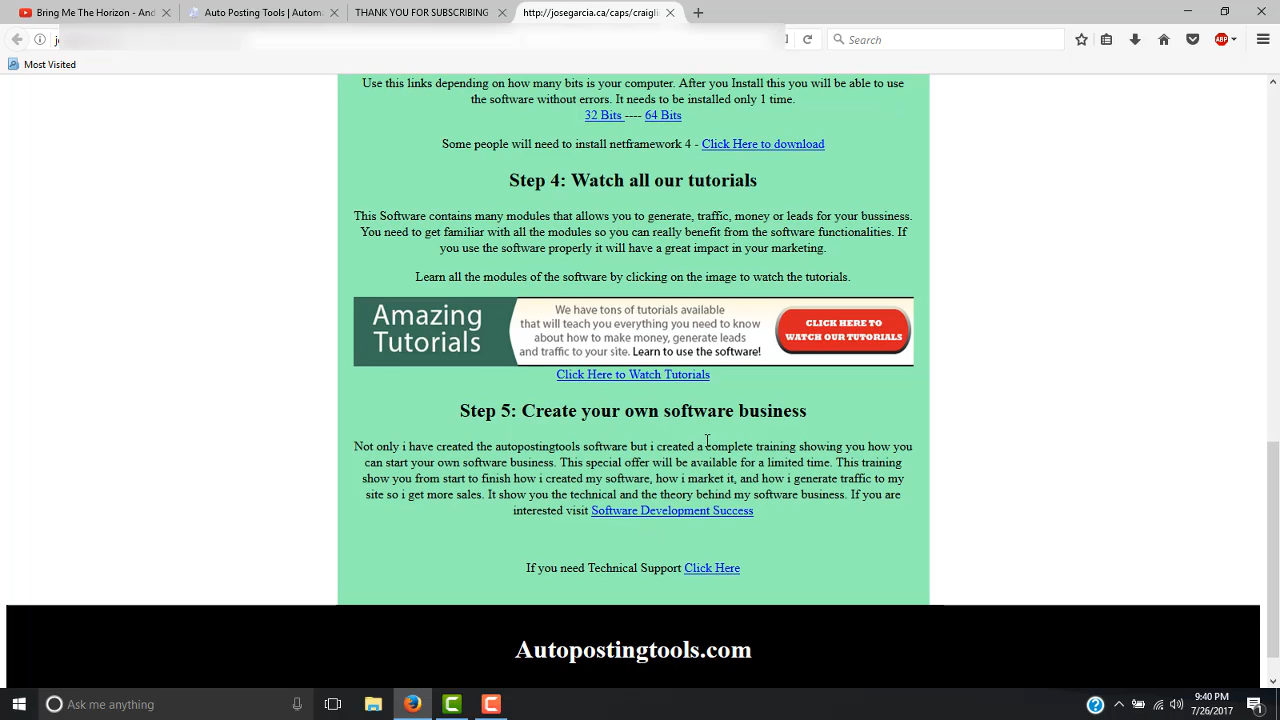 Bring Me The Horizon - And
Auto Posting Tools | Autom
THANK YOU FOR SUBSCRIBING
http://jcsegarcia/scarelight
Search
ABP
Most Visited
Use this links depending on how many bits is your computer. After you Install this you will be able to use
the software without errors. It needs to be installed only 1 time.
32 Bits ---- 64 Bits
Some people will need to install netframework 4 - Click Here to download
Step 4: Watch all our tutorials
This Software contains many modules that allows you to generate, traffic, money or leads for your bussiness.
You need to get familiar with all the modules so you can really benefit from the software functionalities. If
you use the software properly it will have a great impact in your marketing.
Learn all the modules of the software by clicking on the image to watch the tutorials.
Amazing
Tutorials
We have tons of tutorials available
that will teach you everything you need to know
about how to make money, generate leads
and traffic to your site. Learn to use the software!
CLICK HERE TO
WATCH OUR TUTORIALS
Click Here to Watch Tutorials
Step 5: Create your own software business
Not only i have created the autopostingtools software but i created a complete training showing you how you
can start your own software business. This special offer will be available for a limited time. This training
show you from start to finish how i created my software, how i market it, and how i generate traffic to my
site so i get more sales. It show you the technical and the theory behind my software business. If you are
interested visit Software Development Success
If you need Technical Support Click Here
Autopostingtools.com
Ask me anything
9:40 PM
7/26/2017